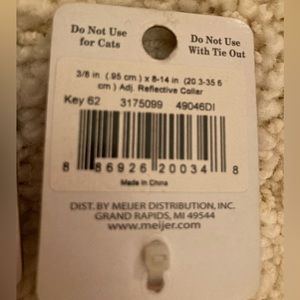 Do Not Use
for Cats
Do Not Use
With Tie Out
3/8 in (.95 cm) x 8-14 in (20.3-35.6
cm) Adj. Reflective Collar
Key 62 3175099 49046DI
8 86926 20034 8
Made in China
DIST. BY MEIJER DISTRIBUTION, INC.
GRAND RAPIDS, MI 49544
www.meijer.com